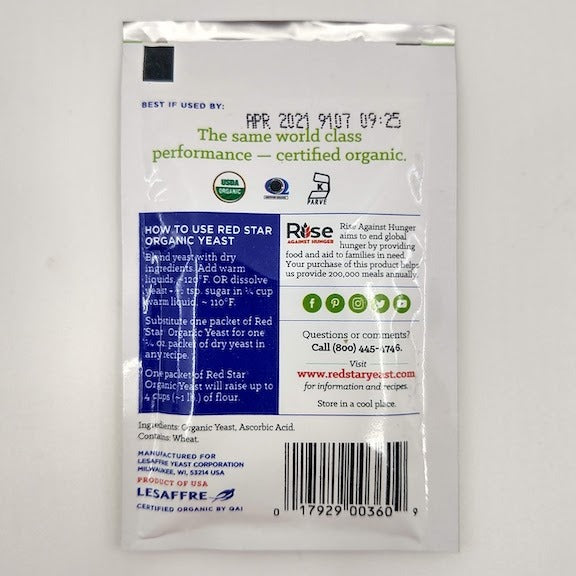 BEST IF USED BY:
APR 2021 9107 09:25
The same world class
performance — certified organic.
USDA
ORGANIC
K
PARVE
HOW TO USE RED STAR
ORGANIC YEAST
Blend yeast with dry
ingredients. Add warm
liquids, ~120°F. OR dissolve
yeast + tsp. sugar in ¼ cup
warm liquid, ~ 110°F.
Substitute one packet of Red
Star Organic Yeast for one
¼ oz packet of dry yeast in
any recipe.
One packet of Red Star
Organic Yeast will raise up to
4 cups (~1 lb.) of flour.
Rise
AGAINST HUNGER
Rise Against Hunger
aims to end global
hunger by providing
food and aid to families in need.
Your purchase of this product helps
us provide 200,000 meals annually.
Questions or comments?
Call (800) 445-4746.
Visit
www.redstaryeast.com
for information and recipes.
Store in a cool place.
Ingredients: Organic Yeast, Ascorbic Acid.
Contains: Wheat.
MANUFACTURED FOR
LESAFFRE YEAST CORPORATION
MILWAUKEE, WI, 53214 USA
PRODUCT OF USA
LESAFFRE
CERTIFIED ORGANIC BY QAI
0 17929 00360 9